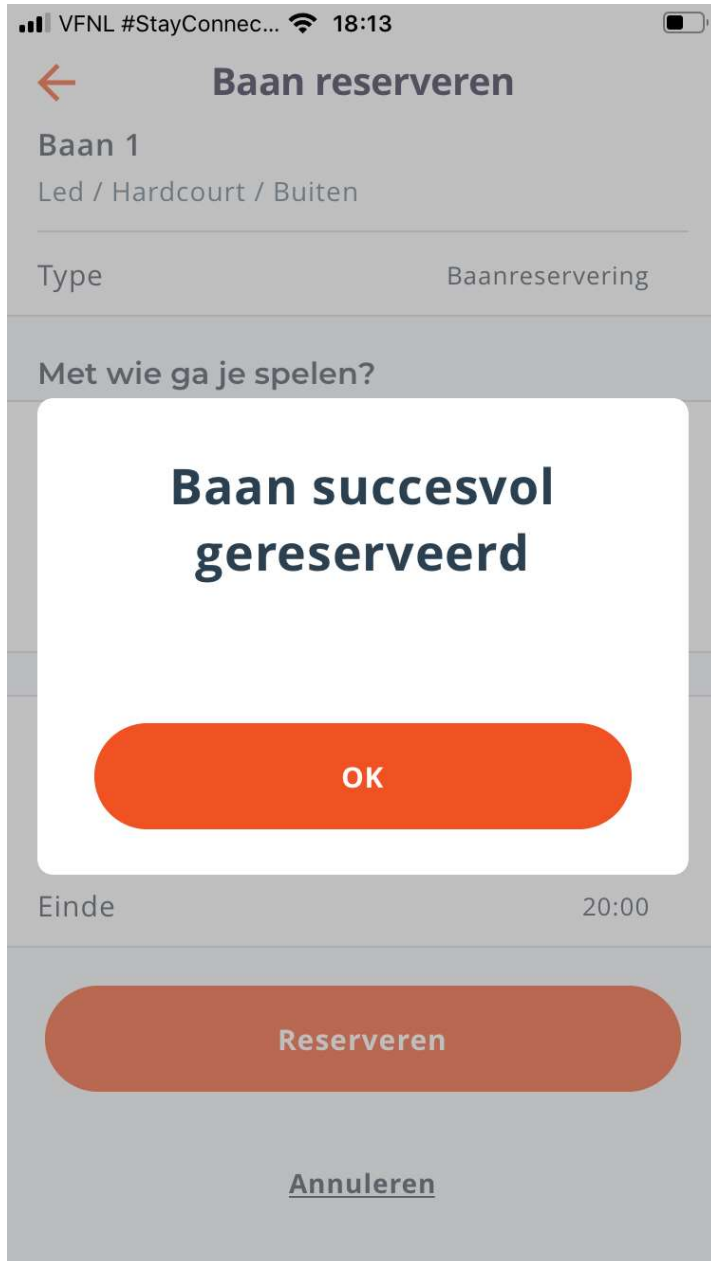 VFNL #StayConnec... 18:13
Baan reserveren
Baan 1
Led / Hardcourt / Buiten
Type Baanreservering
Met wie ga je spelen?
Baan succesvol
gereserveerd
OK
Einde 20:00
Reserveren
Annuleren